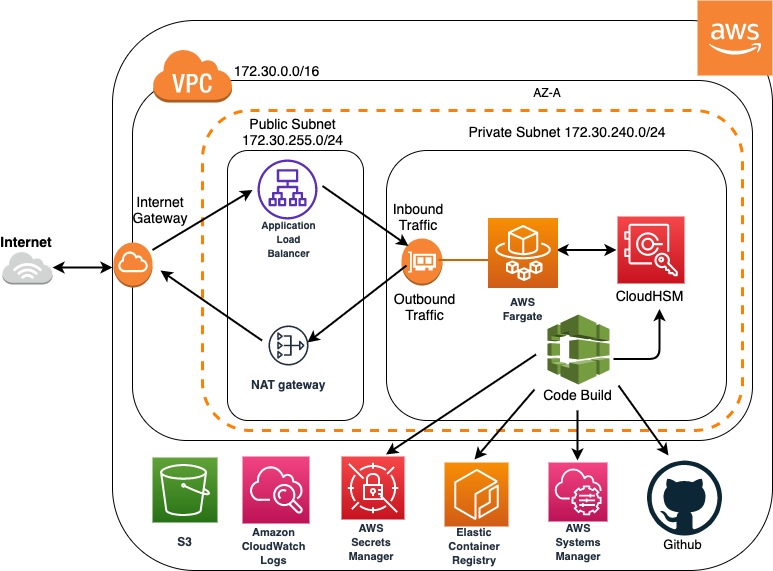 aws
VPC
172.30.0.0/16
AZ-A
Public Subnet
172.30.255.0/24
Private Subnet 172.30.240.0/24
Internet
Gateway
Application
Load
Balancer
Inbound
Traffic
Internet
Outbound
Traffic
AWS
Fargate
CloudHSM
NAT gateway
Code Build
S3
Amazon
CloudWatch
Logs
AWS
Secrets
Manager
Elastic
Container
Registry
AWS
Systems
Manager
Github